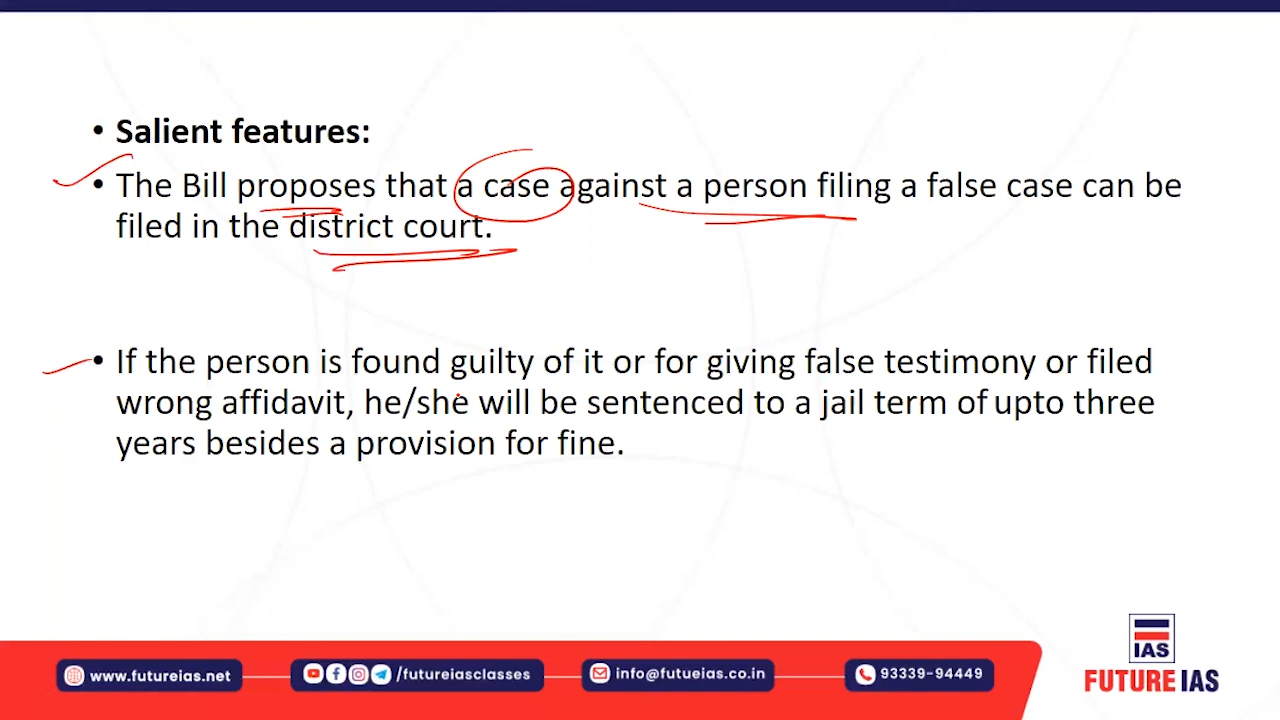 • Salient features:
• The Bill proposes that a case against a person filing a false case can be
filed in the district court.
• If the person is found guilty of it or for giving false testimony or filed
wrong affidavit, he/she will be sentenced to a jail term of upto three
years besides a provision for fine.
IAS
FUTURE IAS
www.futureias.net
/futureiasclasses
info@futueias.co.in
93339-94449